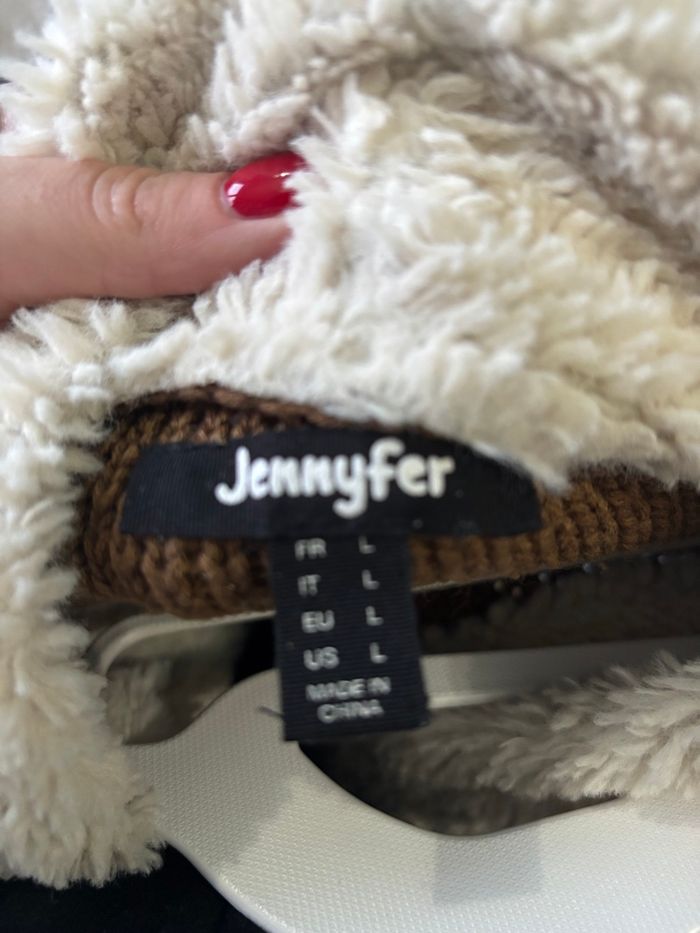 Jennyfer
FR L
IT L
EU L
US L
MADE IN
CHINA